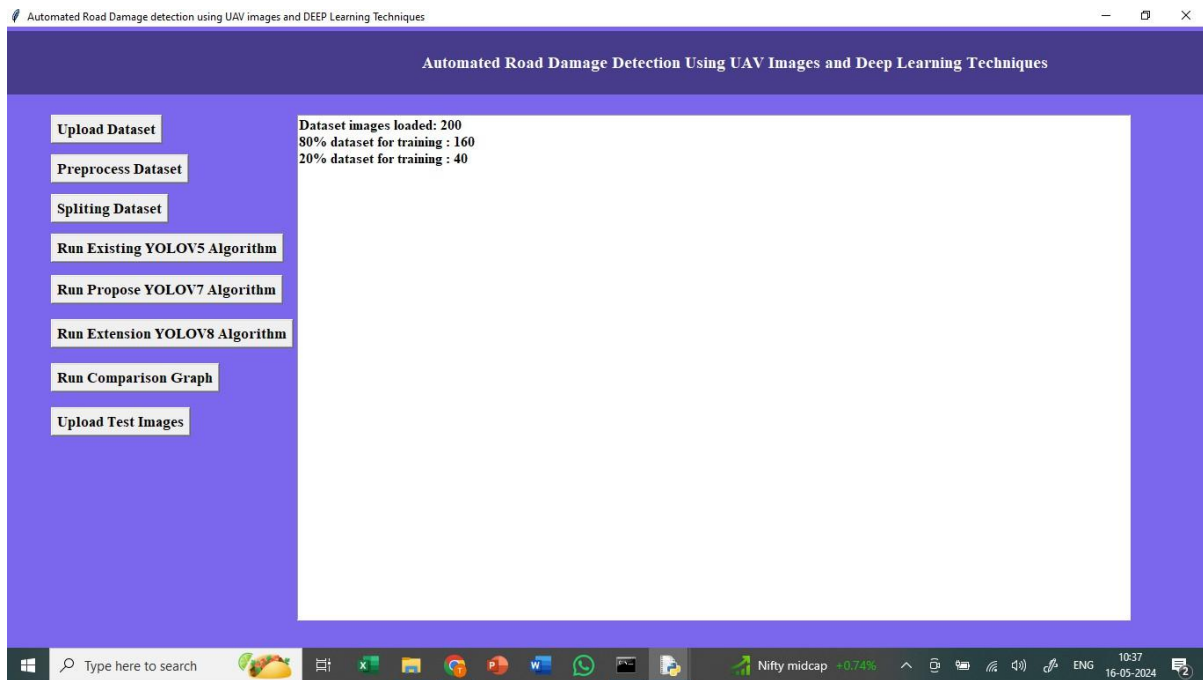 Automated Road Damage detection using UAV images and DEEP Learning Techniques
Automated Road Damage Detection Using UAV Images and Deep Learning Techniques
Upload Dataset
Preprocess Dataset
Spliting Dataset
Run Existing YOLOV5 Algorithm
Run Propose YOLOV7 Algorithm
Run Extension YOLOV8 Algorithm
Run Comparison Graph
Upload Test Images
Dataset images loaded: 200
80% dataset for training : 160
20% dataset for training : 40
Type here to search
Nifty midcap +0.74%
ENG
10:37
16-05-2024
2